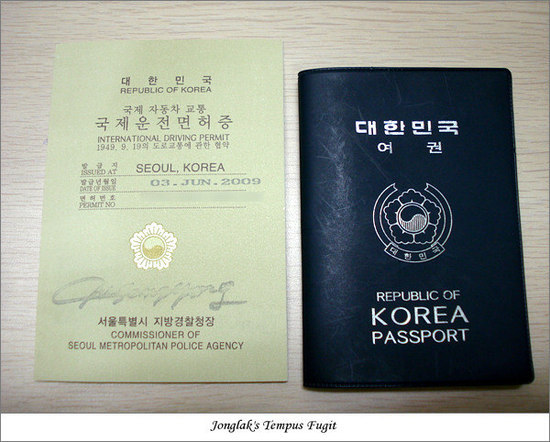 대 한 민 국
REPUBLIC OF KOREA
국제 자동차 교통
국제운전면허증
INTERNATIONAL DRIVING PERMIT
1949. 9. 19의 도로교통에 관한 협약
발 급 지
ISSUED AT
SEOUL, KOREA
발급년월일
DATE OF ISSUE
03. JUN. 2009
면 허 번 호
PERMIT NO
서울특별시 지방경찰청장
COMMISSIONER OF
SEOUL METROPOLITAN POLICE AGENCY
대한민국
여 권
대한민국
REPUBLIC OF
KOREA
PASSPORT
Jonglak's Tempus Fugit